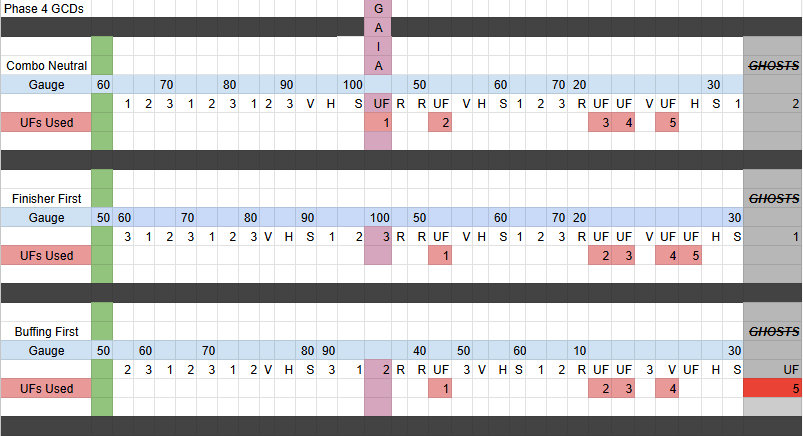 Phase 4 GCDs G
A
I
Combo Neutral A GHOSTS
Gauge 60 70 80 90 100 50 60 70 20 30
1 2 3 1 2 3 1 2 3 V H S UF R R UF V H S 1 2 3 R UF UF V UF H S 1 2
UFs Used 1 2 3 4 5
Finisher First GHOSTS
Gauge 50 60 70 80 90 100 50 60 70 20 30
3 1 2 3 1 2 3 V H S 1 2 3 R R UF V H S 1 2 3 R UF UF V UF UF H S 1
UFs Used 1 2 3 4 5
Buffing First GHOSTS
Gauge 50 60 70 80 90 40 50 60 10 30
2 3 1 2 3 1 2 V H S 3 1 2 R R UF 3 V H S 1 2 R UF UF 3 V UF H S UF
UFs Used 1 2 3 4 5